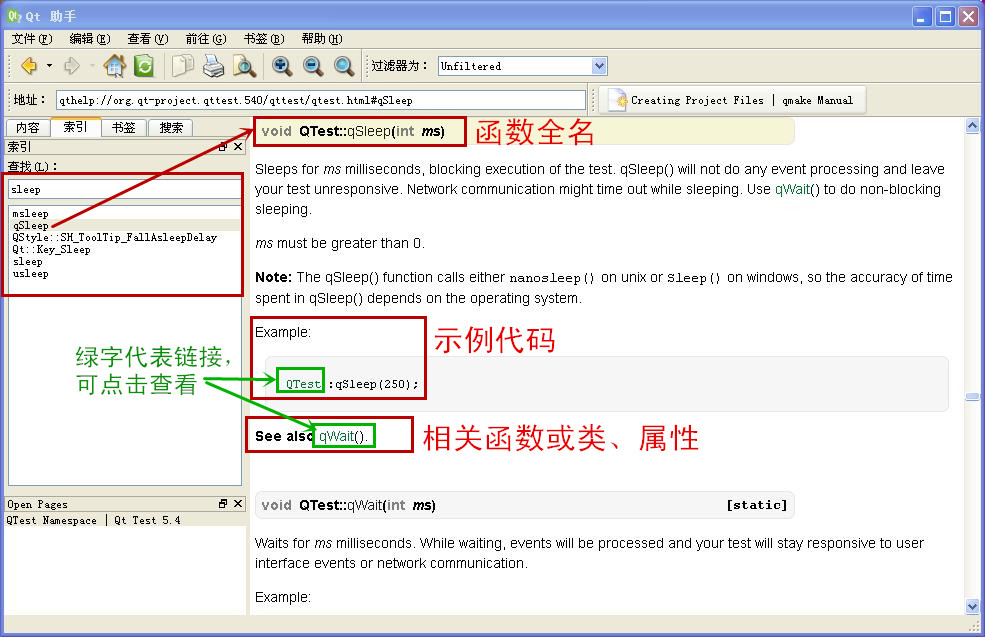 Qt 助手
文件(F) 编辑(E) 查看(V) 前往(G) 书签(B) 帮助(H)
过滤器为: Unfiltered
地址: qthelp://org.qt-project.qttest.540/qttest/qtest.html#qSleep
Creating Project Files | qmake Manual
内容 索引 书签 搜索
索引
查找(L):
sleep
msleep
qSleep
QStyle::SH_ToolTip_FallAsleepDelay
Qt::Key_Sleep
sleep
usleep
绿字代表链接,
可点击查看
Open Pages
QTest Namespace | Qt Test 5.4
void QTest::qSleep(int ms)
函数全名
Sleeps for ms milliseconds, blocking execution of the test. qSleep() will not do any event processing and leave
your test unresponsive. Network communication might time out while sleeping. Use qWait() to do non-blocking
sleeping.
ms must be greater than 0.
Note: The qSleep() function calls either nanosleep() on unix or Sleep() on windows, so the accuracy of time
spent in qSleep() depends on the operating system.
Example:
示例代码
QTest::qSleep(250);
See also qWait().
相关函数或类、属性
void QTest::qWait(int ms) [static]
Waits for ms milliseconds. While waiting, events will be processed and your test will stay responsive to user
interface events or network communication.
Example: